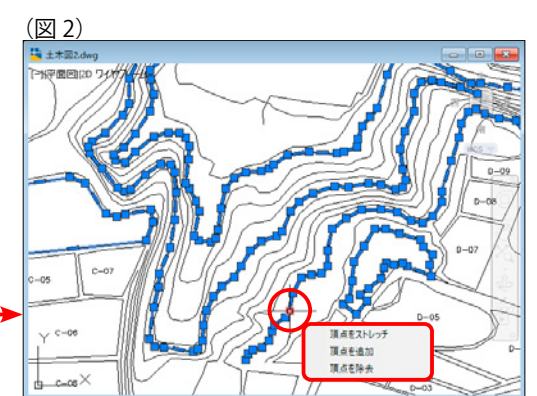 (図 2)
土木図2.dwg
[-]平面図][2D ワイヤフレーム
D-09
D-08
D-07
C-05
C-07
D-05
頂点をストレッチ
頂点を追加
頂点を除去
Y
C-06
D-
C-08
X
D-03